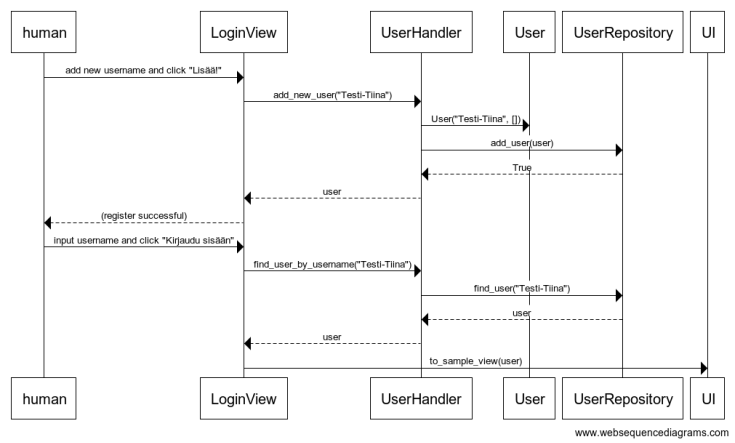 human LoginView UserHandler User UserRepository UI
add new username and click "Lisää!"
add_new_user("Testi-Tiina")
User("Testi-Tiina", [])
add_user(user)
True
user
(register successful)
input username and click "Kirjaudu sisään"
find_user_by_username("Testi-Tiina")
find_user("Testi-Tiina")
user
user
to_sample_view(user)
human LoginView UserHandler User UserRepository UI
www.websequencediagrams.com